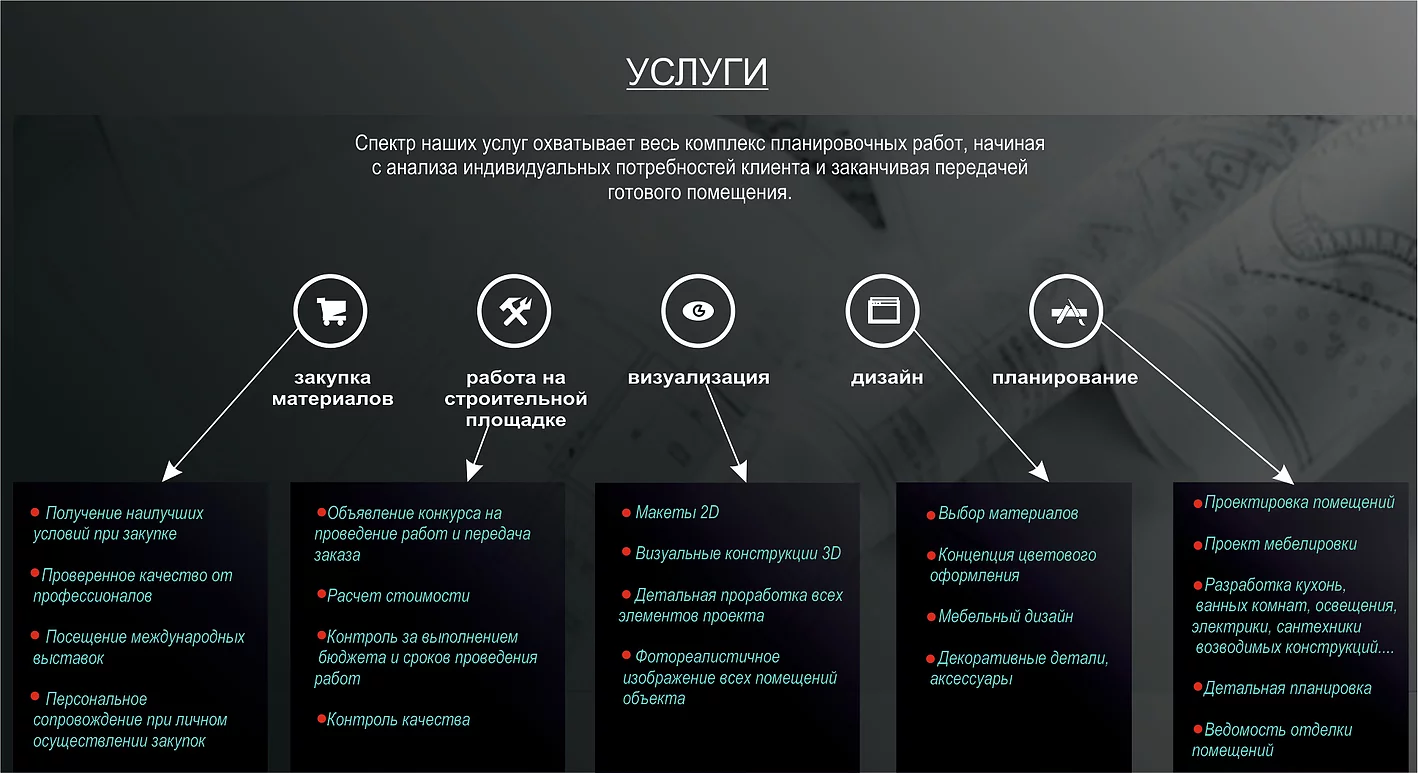 УСЛУГИ
Спектр наших услуг охватывает весь комплекс планировочных работ, начиная
с анализа индивидуальных потребностей клиента и заканчивая передачей
готового помещения.
закупка
материалов
работа на
строительной
площадке
визуализация
дизайн
планирование
Получение наилучших
условий при закупке
Проверенное качество от
профессионалов
Посещение международных
выставок
Персональное
сопровождение при личном
осуществлении закупок
Объявление конкурса на
проведение работ и передача
заказа
Расчет стоимости
Контроль за выполнением
бюджета и сроков проведения
работ
Контроль качества
Макеты 2D
Визуальные конструкции 3D
Детальная проработка всех
элементов проекта
Фотореалистичное
изображение всех помещений
объекта
Выбор материалов
Концепция цветового
оформления
Мебельный дизайн
Декоративные детали,
аксессуары
Проектировка помещений
Проект мебелировки
Разработка кухонь,
ванных комнат, освещения,
электрики, сантехники
возводимых конструкций....
Детальная планировка
Ведомость отделки
помещений